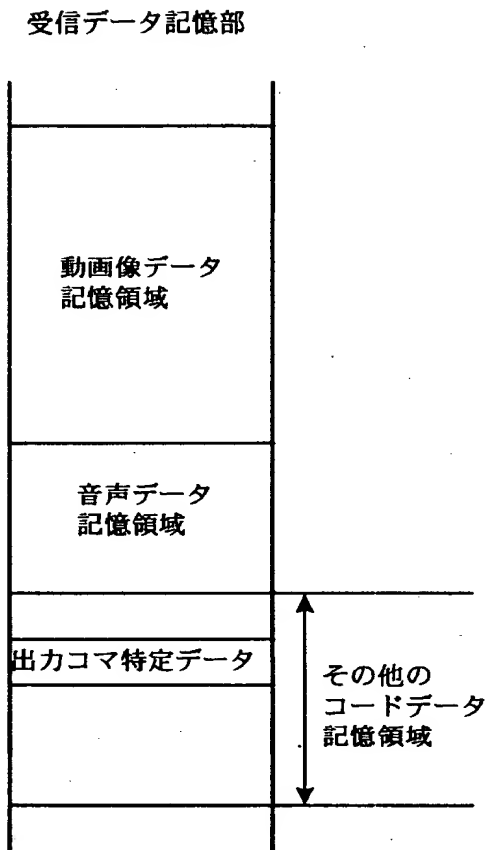 受信データ記憶部
動画像データ
記憶領域
音声データ
記憶領域
出力コマ特定データ
その他の
コードデータ
記憶領域